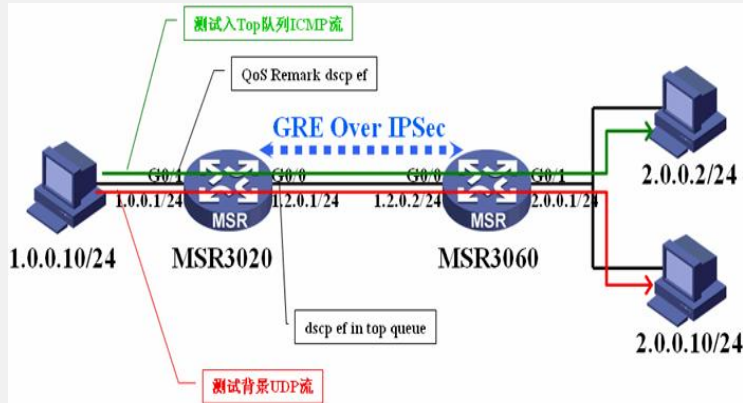 测试入Top队列ICMP流
QoS Remark dscp ef
GRE Over IPSec
2.0.0.2/24
G0/1
G0/0
G0/0
G0/1
1.0.0.1/24
1.2.0.1/24
1.2.0.2/24
2.0.0.1/24
MSR
MSR
1.0.0.10/24
MSR3020
MSR3060
dscp ef in top queue
2.0.0.10/24
测试背景UDP流